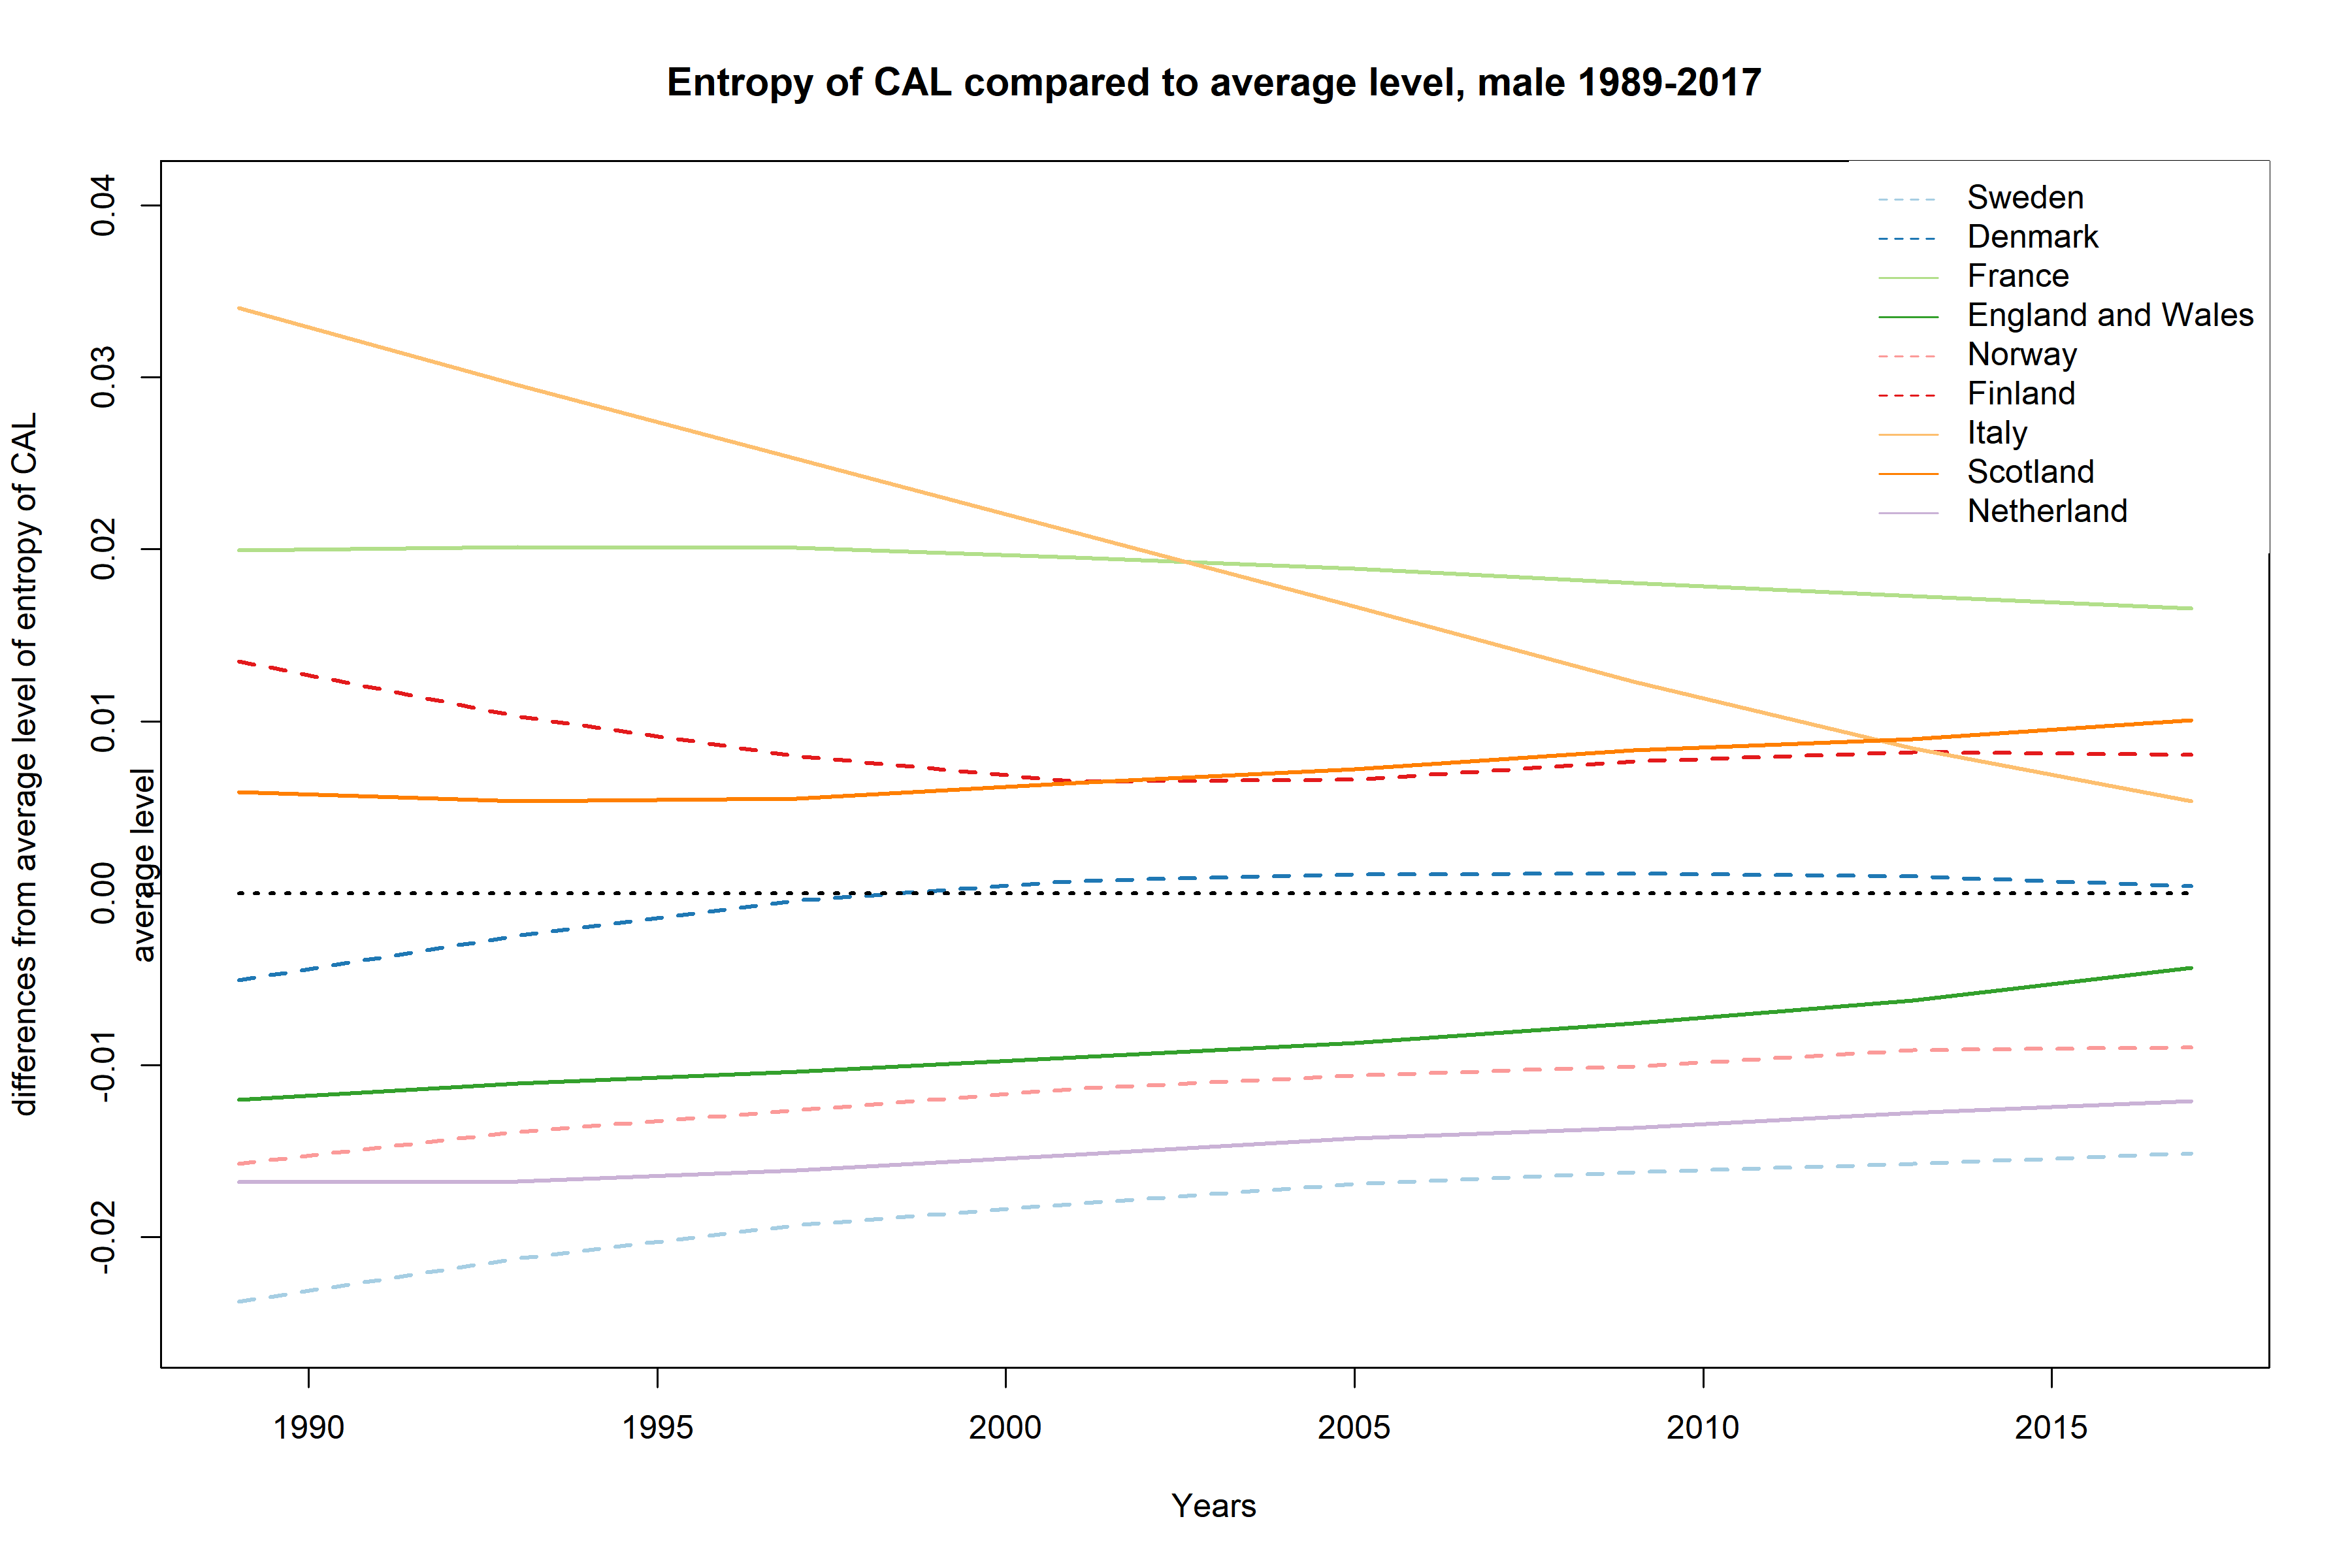 Entropy of CAL compared to average level, male 1989-2017
differences from average level of entropy of CAL
average level
0.04
0.03
0.02
0.01
0.00
-0.01
-0.02
Sweden
Denmark
France
England and Wales
Norway
Finland
Italy
Scotland
Netherland
1990
1995
2000
2005
2010
2015
Years